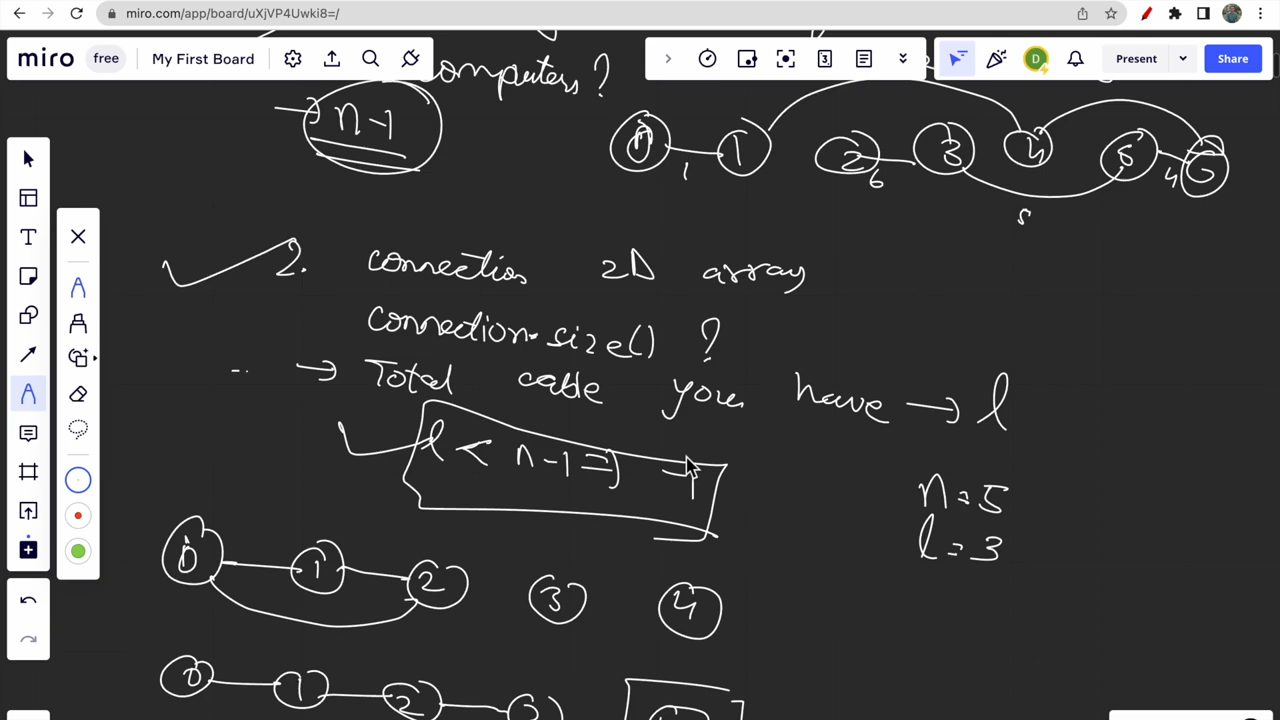 miro.com/app/board/uXjVP4Uwki8=/
miro
free
My First Board
3
D
Present
Share
computers?
→ n-1
0 1 2 3 4 5 6
1 6 4
5
2. connection 2D array
connection.size() ?
→ Total cable you have → l
l < n-1 => -1
n = 5
l = 3
0 1 2 3 4
0 1 2 3